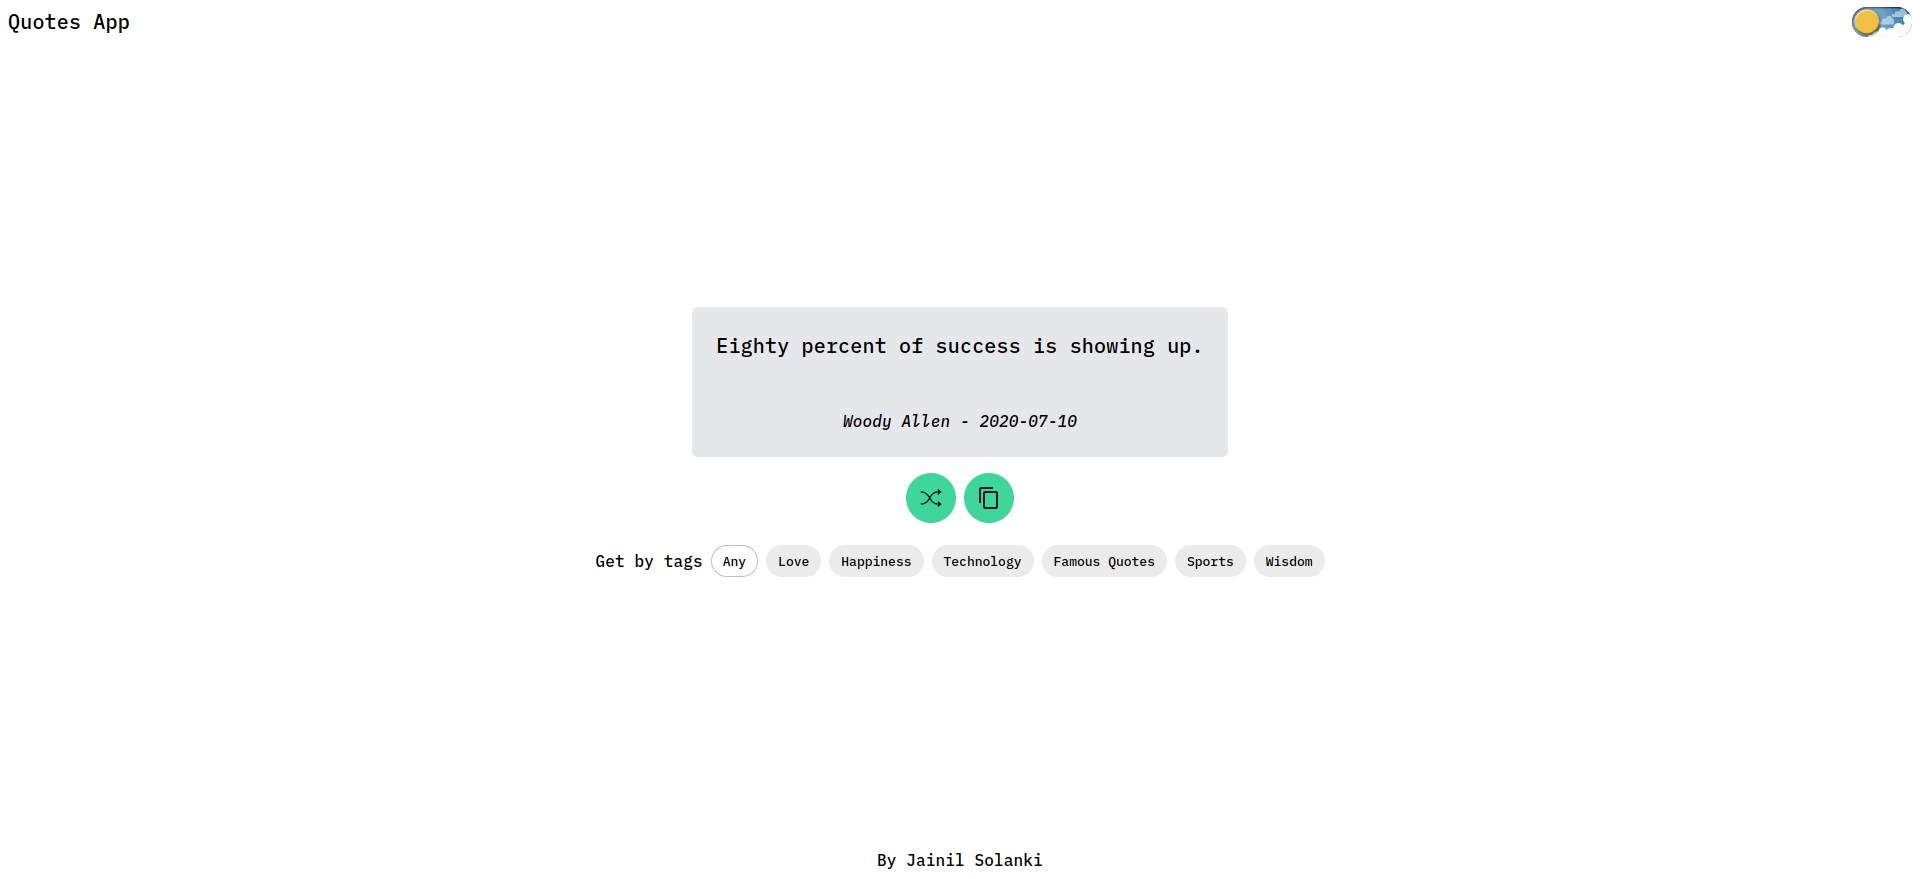 Quotes App
Eighty percent of success is showing up.
Woody Allen - 2020-07-10
Get by tags Any Love Happiness Technology Famous Quotes Sports Wisdom
By Jainil Solanki